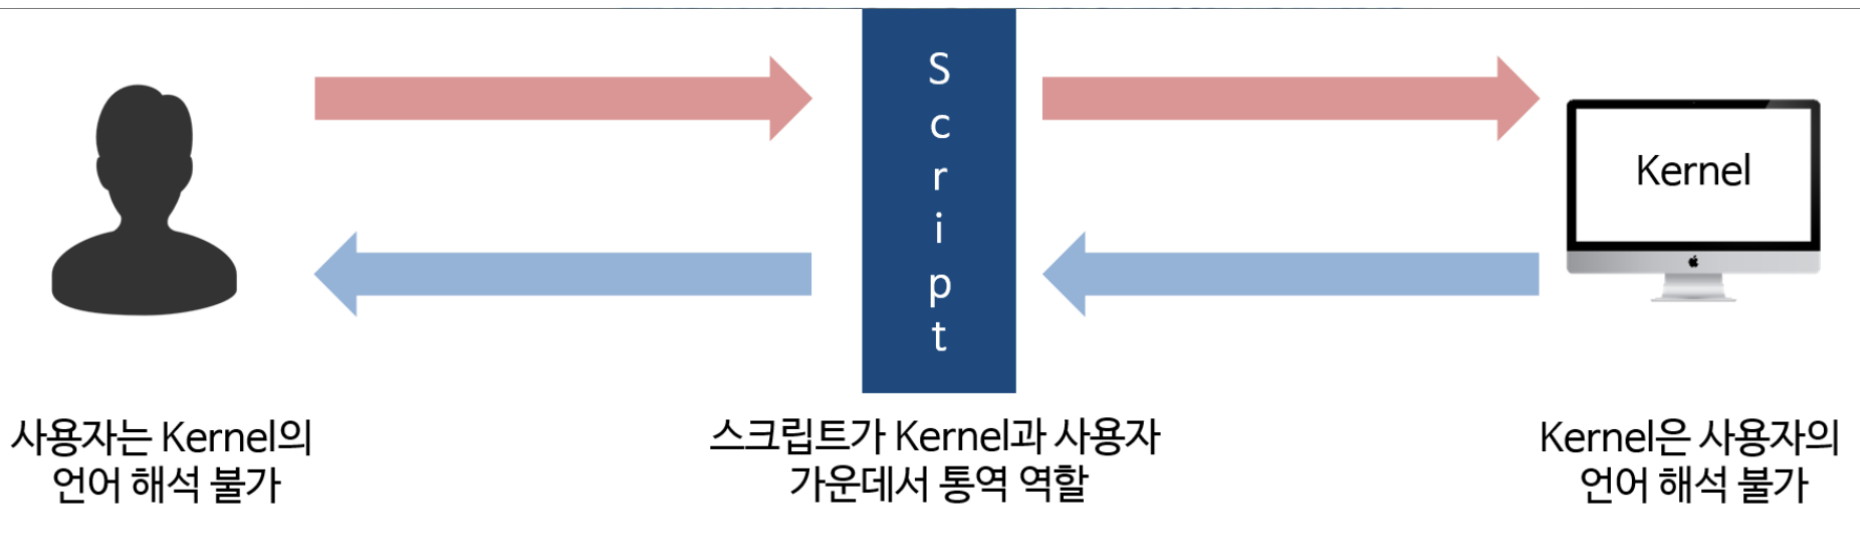 Script
Kernel
사용자는 Kernel의
언어 해석 불가
스크립트가 Kernel과 사용자
가운데서 통역 역할
Kernel은 사용자의
언어 해석 불가